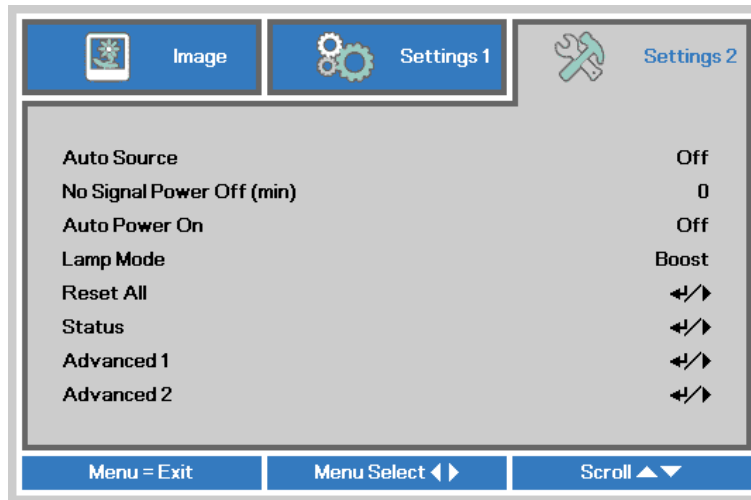 Image Settings 1 Settings 2
Auto Source Off
No Signal Power Off (min) 0
Auto Power On Off
Lamp Mode Boost
Reset All ↵/▶
Status ↵/▶
Advanced 1 ↵/▶
Advanced 2 ↵/▶
Menu = Exit Menu Select ◀▶ Scroll ▲▼